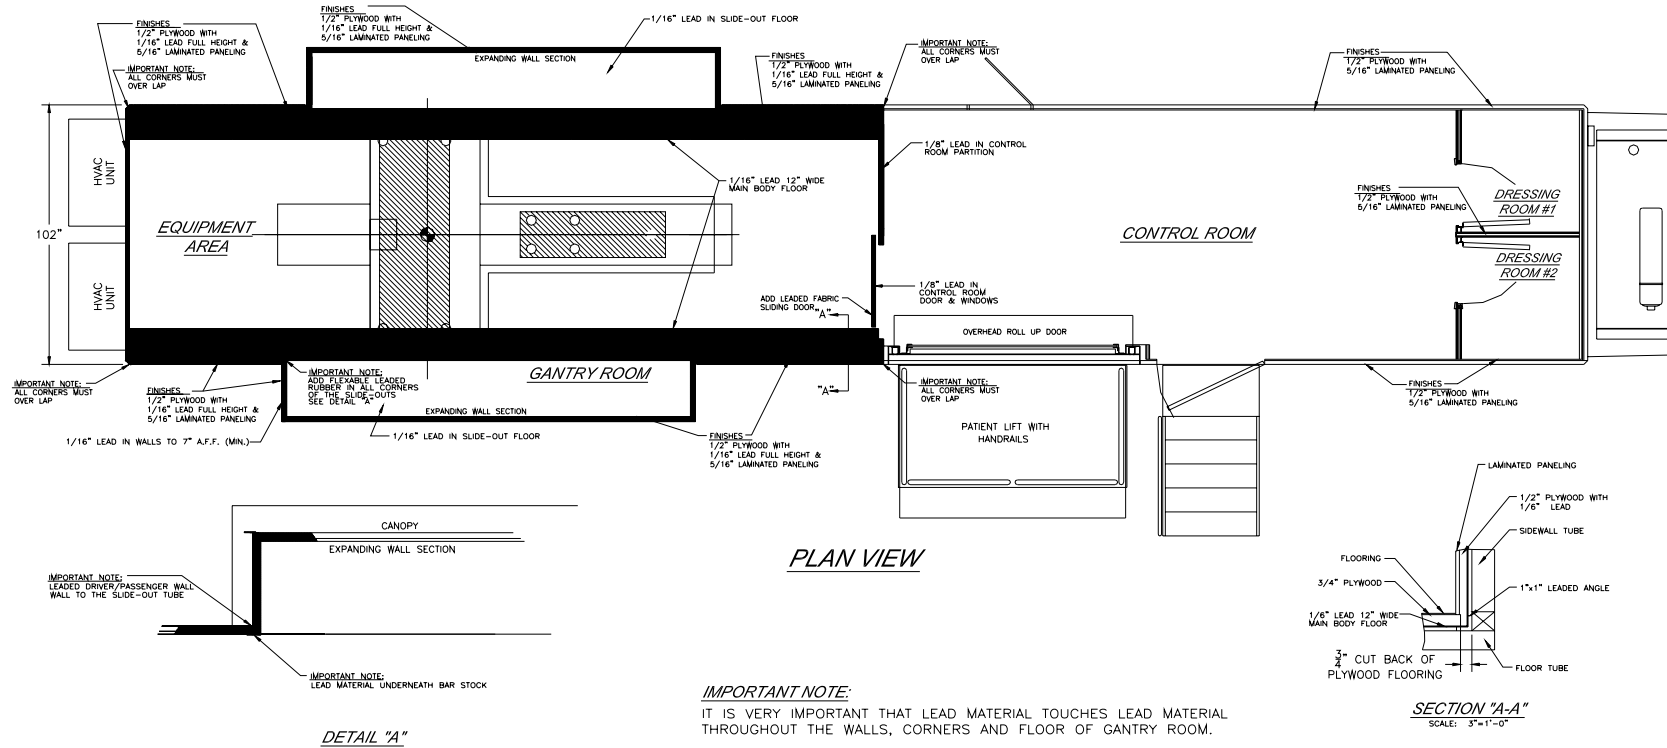 FINISHES
1/2" PLYWOOD WITH
1/16" LEAD FULL HEIGHT &
5/16" LAMINATED PANELING
IMPORTANT NOTE:
ALL CORNERS MUST
OVER LAP
FINISHES
1/2" PLYWOOD WITH
1/16" LEAD FULL HEIGHT &
5/16" LAMINATED PANELING
1/16" LEAD IN SLIDE-OUT FLOOR
EXPANDING WALL SECTION
FINISHES
1/2" PLYWOOD WITH
1/16" LEAD FULL HEIGHT &
5/16" LAMINATED PANELING
IMPORTANT NOTE:
ALL CORNERS MUST
OVER LAP
FINISHES
1/2" PLYWOOD WITH
5/16" LAMINATED PANELING
HVAC
UNIT
102"
HVAC
UNIT
EQUIPMENT
AREA
1/16" LEAD 12" WIDE
MAIN BODY FLOOR
1/8" LEAD IN CONTROL
ROOM PARTITION
CONTROL ROOM
FINISHES
1/2" PLYWOOD WITH
5/16" LAMINATED PANELING
DRESSING
ROOM #1
DRESSING
ROOM #2
1/8" LEAD IN
CONTROL ROOM
DOOR & WINDOWS
ADD LEADED FABRIC
SLIDING DOOR
"A"
OVERHEAD ROLL UP DOOR
IMPORTANT NOTE:
ALL CORNERS MUST
OVER LAP
FINISHES
1/2" PLYWOOD WITH
1/16" LEAD FULL HEIGHT &
5/16" LAMINATED PANELING
1/16" LEAD IN WALLS TO 7" A.F.F. (MIN.)
IMPORTANT NOTE:
ADD FLEXABLE LEADED
RUBBER IN ALL CORNERS
OF THE SLIDE-OUTS
SEE DETAIL "A"
GANTRY ROOM
EXPANDING WALL SECTION
1/16" LEAD IN SLIDE-OUT FLOOR
"A"
IMPORTANT NOTE:
ALL CORNERS MUST
OVER LAP
FINISHES
1/2" PLYWOOD WITH
1/16" LEAD FULL HEIGHT &
5/16" LAMINATED PANELING
PATIENT LIFT WITH
HANDRAILS
FINISHES
1/2" PLYWOOD WITH
5/16" LAMINATED PANELING
CANOPY
EXPANDING WALL SECTION
IMPORTANT NOTE:
LEADED DRIVER/PASSENGER WALL
WALL TO THE SLIDE-OUT TUBE
IMPORTANT NOTE:
LEAD MATERIAL UNDERNEATH BAR STOCK
DETAIL "A"
PLAN VIEW
IMPORTANT NOTE:
IT IS VERY IMPORTANT THAT LEAD MATERIAL TOUCHES LEAD MATERIAL
THROUGHOUT THE WALLS, CORNERS AND FLOOR OF GANTRY ROOM.
LAMINATED PANELING
1/2" PLYWOOD WITH
1/6" LEAD
SIDEWALL TUBE
FLOORING
3/4" PLYWOOD
1"x1" LEADED ANGLE
1/6" LEAD 12" WIDE
MAIN BODY FLOOR
3/4" CUT BACK OF
PLYWOOD FLOORING
FLOOR TUBE
SECTION "A-A"
SCALE: 3"=1'-0"